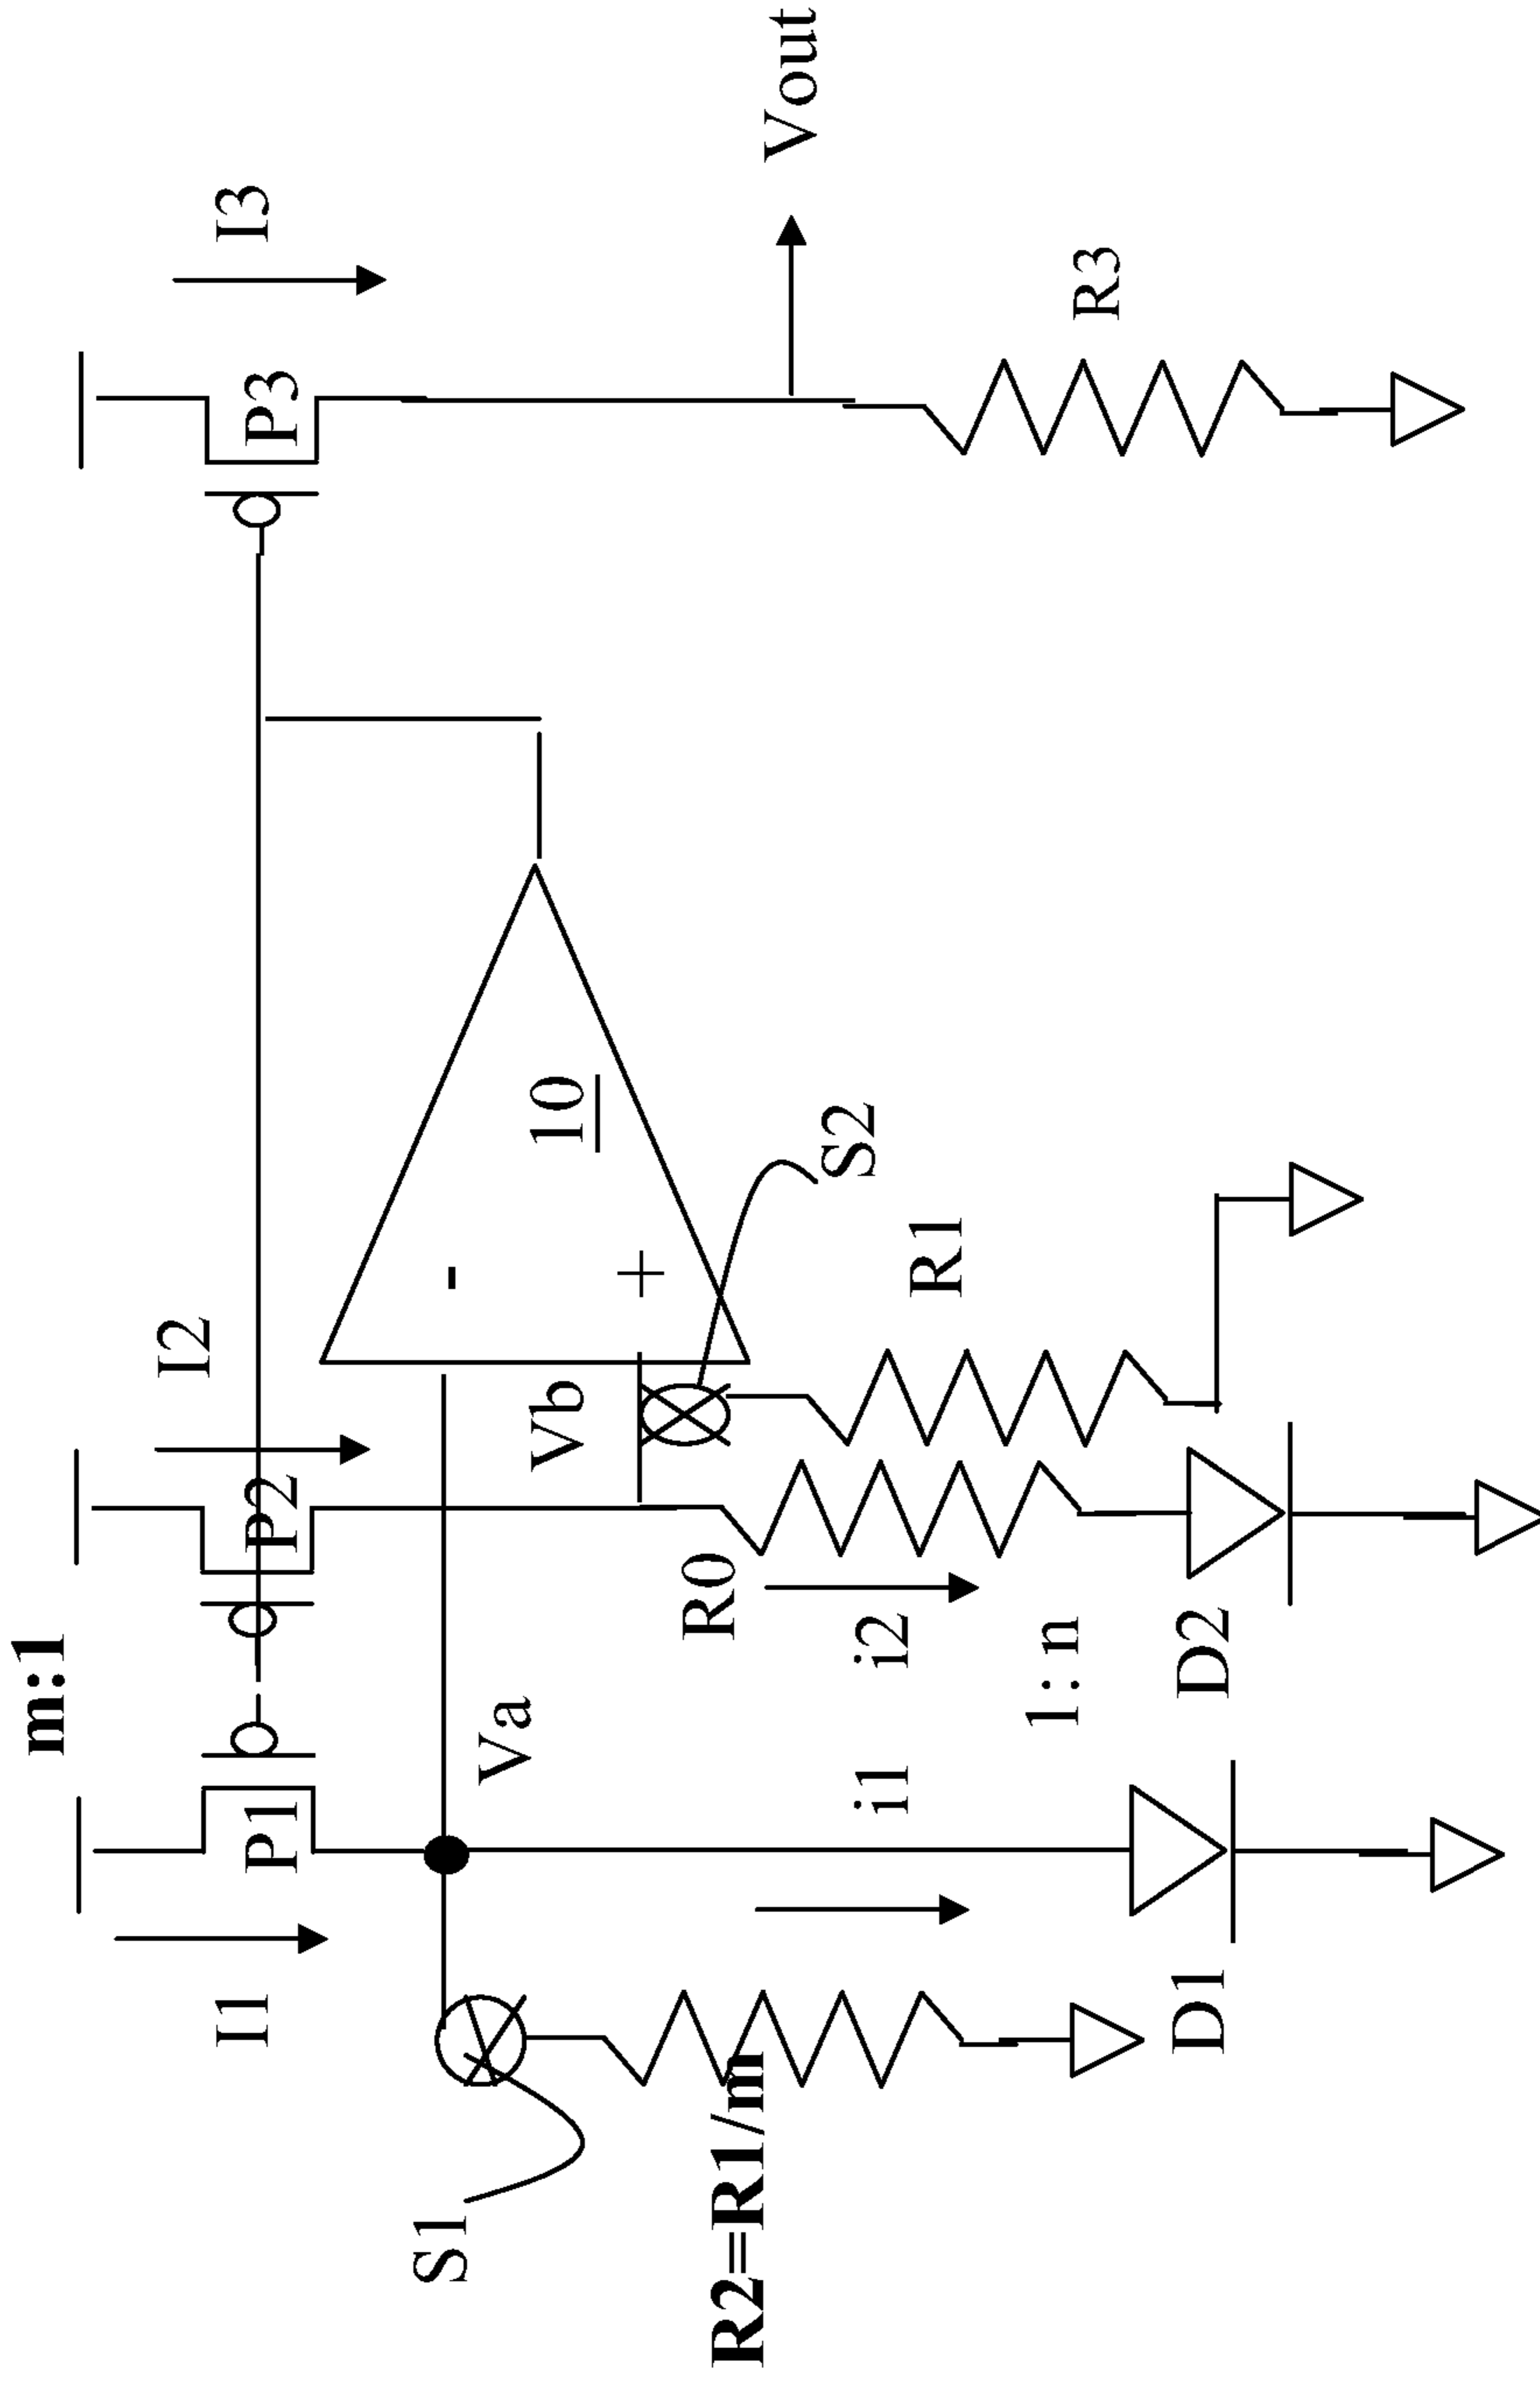 m:1
I1
P1
P2
I2
P3
I3
S1
Va
Vb
-
+
10
S2
Vout
R2=R1/m
i1
i2
R0
R1
R3
1: n
D1
D2